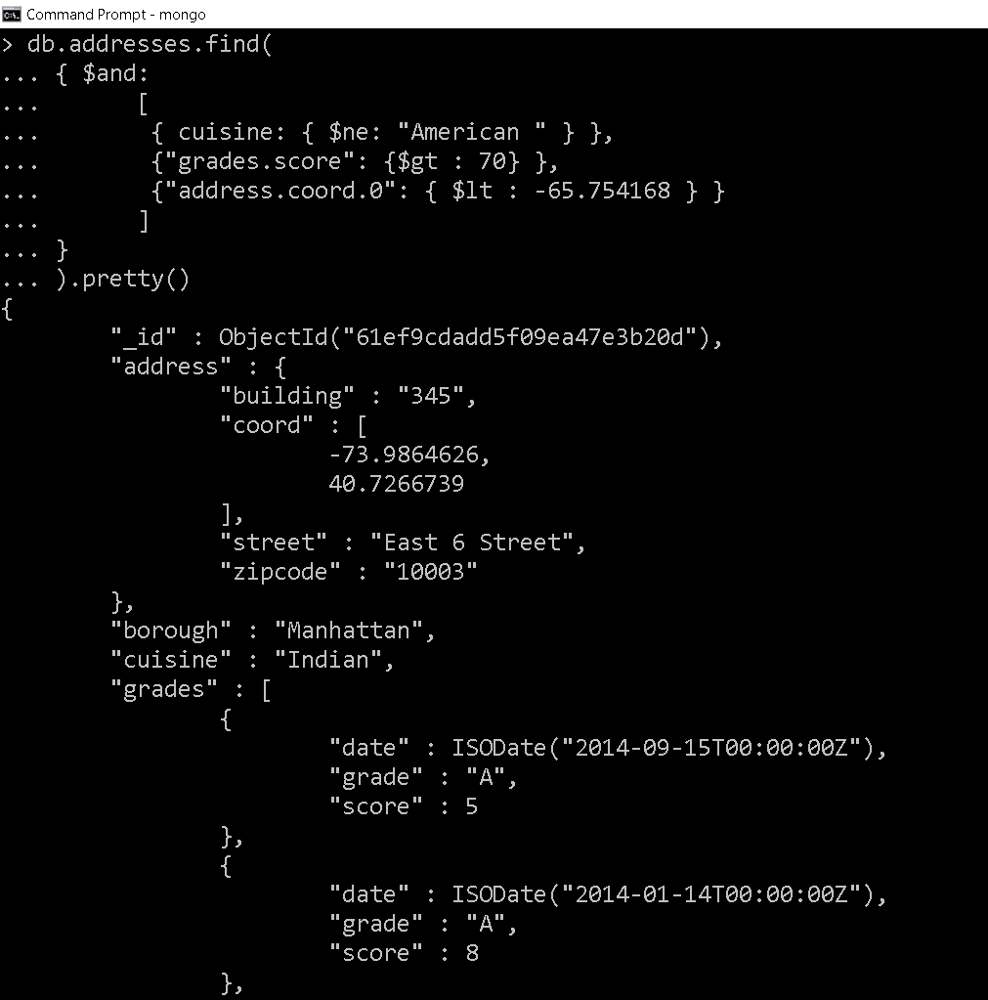 Command Prompt - mongo
> db.addresses.find(
... { $and:
...       [
...        { cuisine: { $ne: "American " } },
...        {"grades.score": {$gt : 70} },
...        {"address.coord.0": { $lt : -65.754168 } }
...       ]
... }
... ).pretty()
{
        "_id" : ObjectId("61ef9cdadd5f09ea47e3b20d"),
        "address" : {
                "building" : "345",
                "coord" : [
                        -73.9864626,
                        40.7266739
                ],
                "street" : "East 6 Street",
                "zipcode" : "10003"
        },
        "borough" : "Manhattan",
        "cuisine" : "Indian",
        "grades" : [
                {
                        "date" : ISODate("2014-09-15T00:00:00Z"),
                        "grade" : "A",
                        "score" : 5
                },
                {
                        "date" : ISODate("2014-01-14T00:00:00Z"),
                        "grade" : "A",
                        "score" : 8
                },